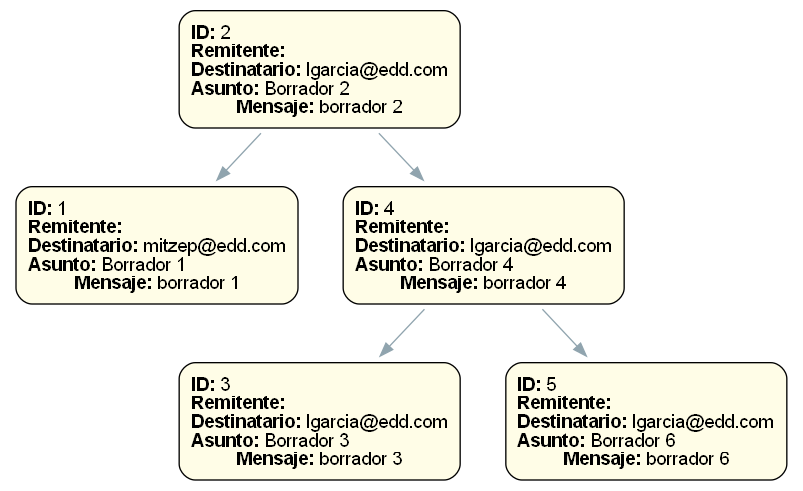 ID: 2
Remitente:
Destinatario: lgarcia@edd.com
Asunto: Borrador 2
Mensaje: borrador 2
ID: 1
Remitente:
Destinatario: mitzep@edd.com
Asunto: Borrador 1
Mensaje: borrador 1
ID: 4
Remitente:
Destinatario: lgarcia@edd.com
Asunto: Borrador 4
Mensaje: borrador 4
ID: 3
Remitente:
Destinatario: lgarcia@edd.com
Asunto: Borrador 3
Mensaje: borrador 3
ID: 5
Remitente:
Destinatario: lgarcia@edd.com
Asunto: Borrador 6
Mensaje: borrador 6